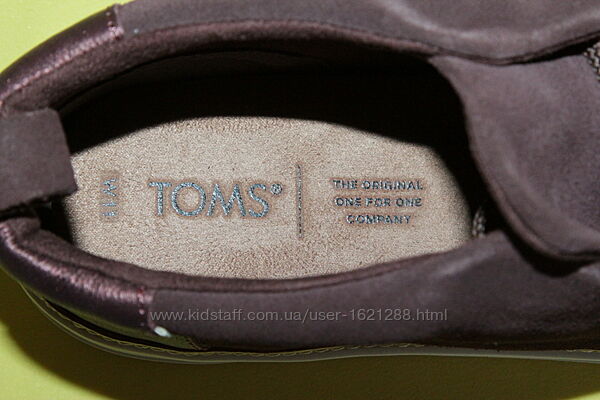 TOMS®
THE ORIGINAL
ONE FOR ONE
COMPANY
www.kidstaff.com.ua/user-1621288.html